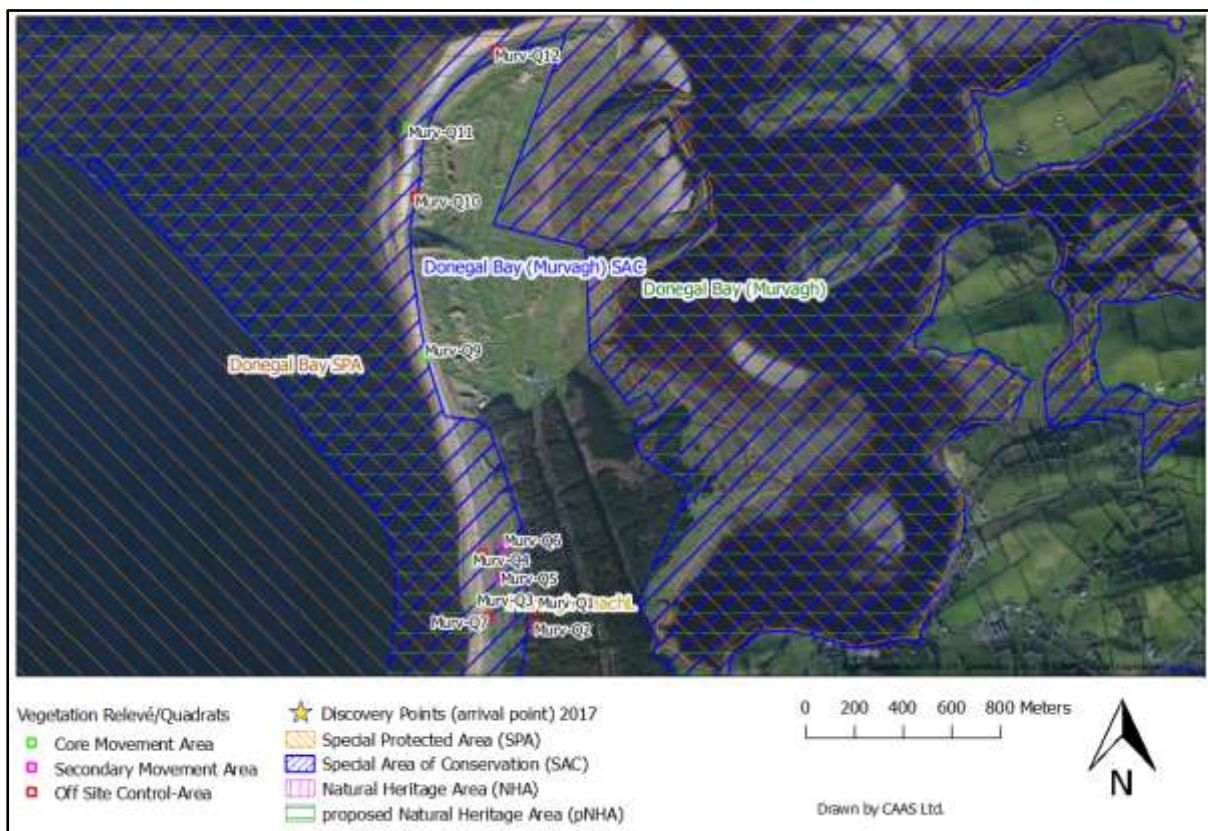 Murv-Q12
Murv-Q11
Murv-Q10
Donegal Bay (Murvagh) SAC
Donegal Bay (Murvagh)
Murv-Q9
Donegal Bay SPA
Murv-Q6
Murv-Q4
Murv-Q5
Murv-Q3
Murv-Q1
Murv-Q7
Murv-Q2
Vegetation Relevé/Quadrats
Core Movement Area
Secondary Movement Area
Off Site Control-Area
Discovery Points (arrival point) 2017
Special Protected Area (SPA)
Special Area of Conservation (SAC)
Natural Heritage Area (NHA)
proposed Natural Heritage Area (pNHA)
0 200 400 600 800 Meters
Drawn by CAAS Ltd.
N